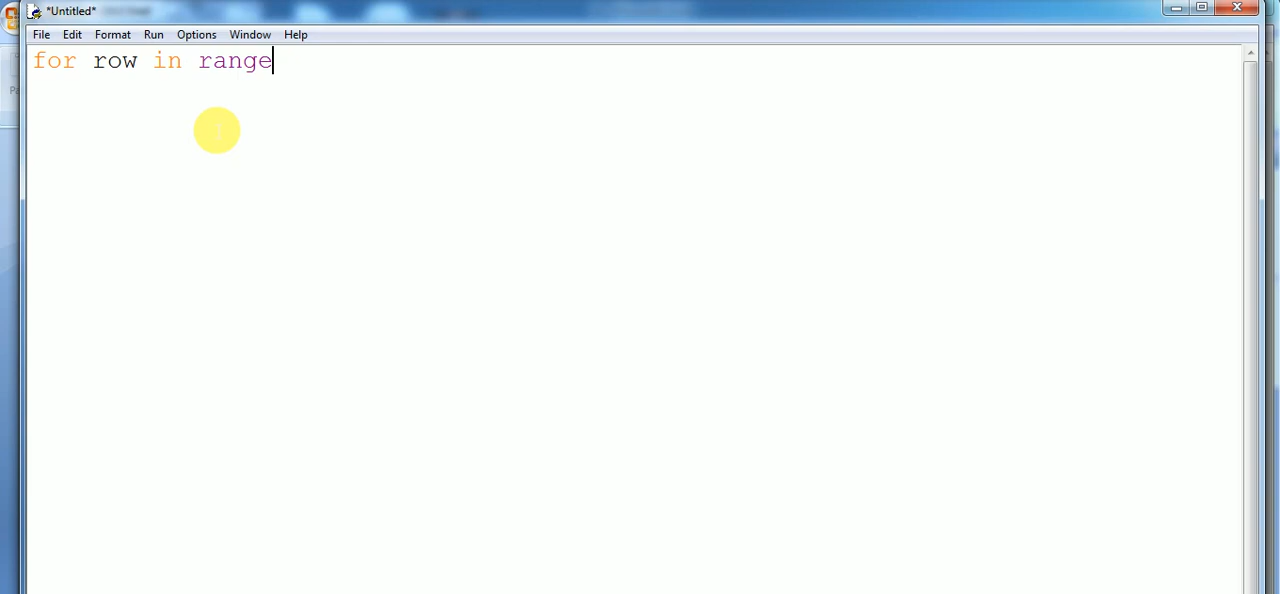 *Untitled*
File Edit Format Run Options Window Help
for row in range